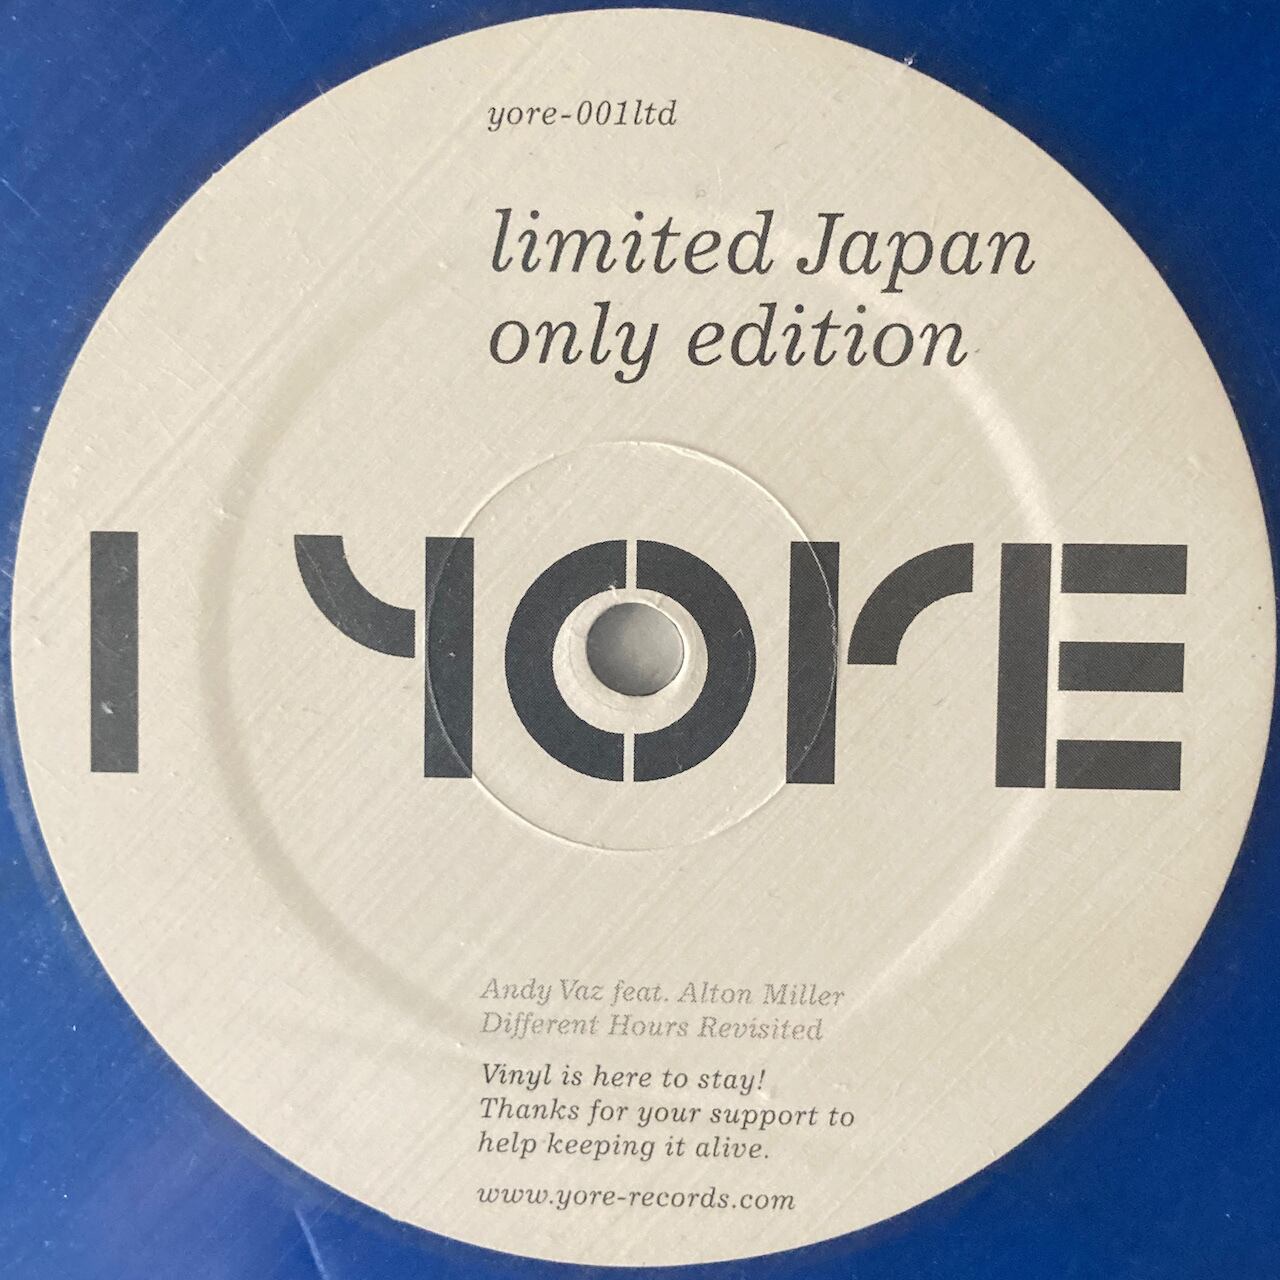 yore-001ltd
limited Japan
only edition
I YORE
Andy Vaz feat. Alton Miller
Different Hours Revisited
Vinyl is here to stay!
Thanks for your support to
help keeping it alive.
www.yore-records.com